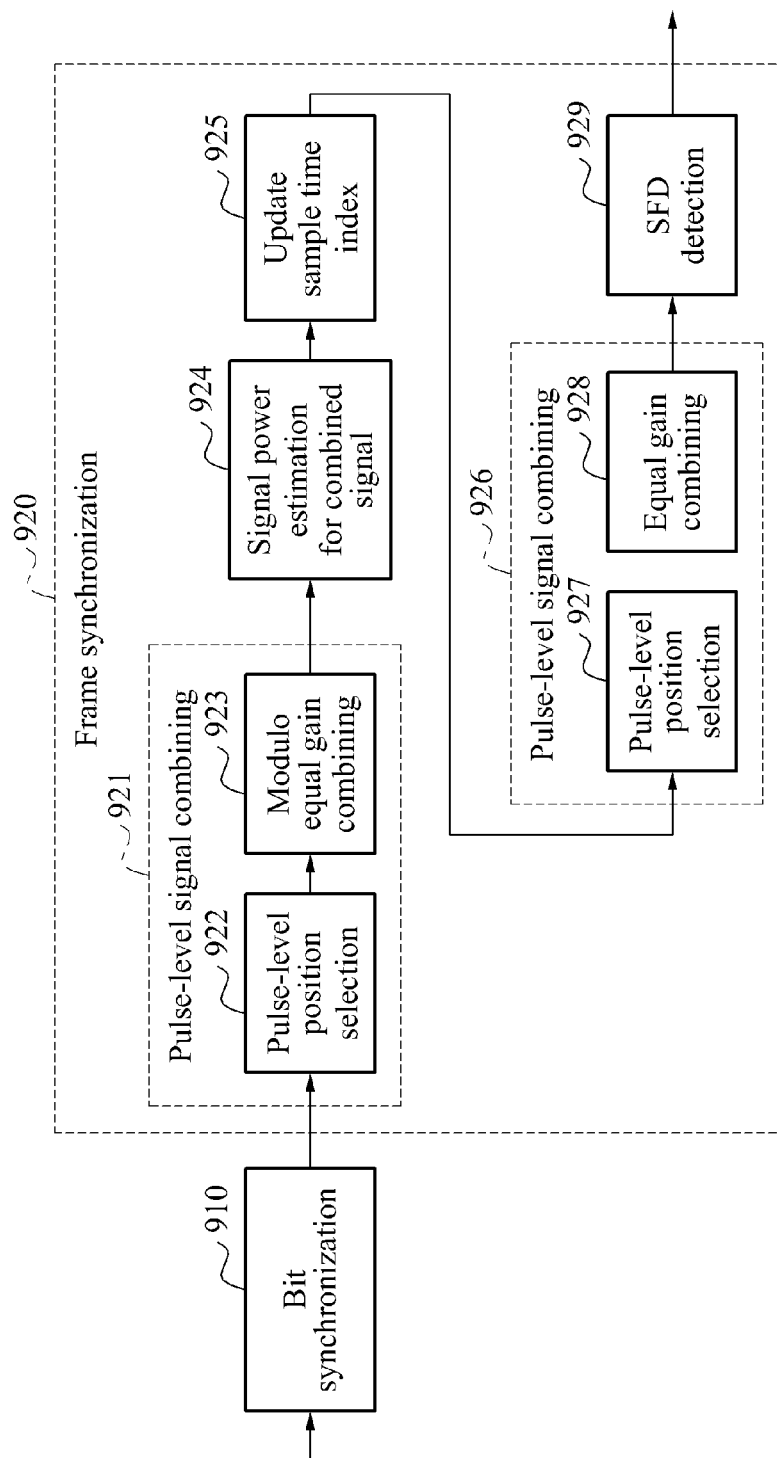 910
Bit
synchronization
920
Frame synchronization
921
Pulse-level signal combining
922
Pulse-level
position
selection
923
Modulo
equal gain
combining
924
Signal power
estimation
for combined
signal
925
Update
sample time
index
926
Pulse-level signal combining
927
Pulse-level
position
selection
928
Equal gain
combining
929
SFD
detection